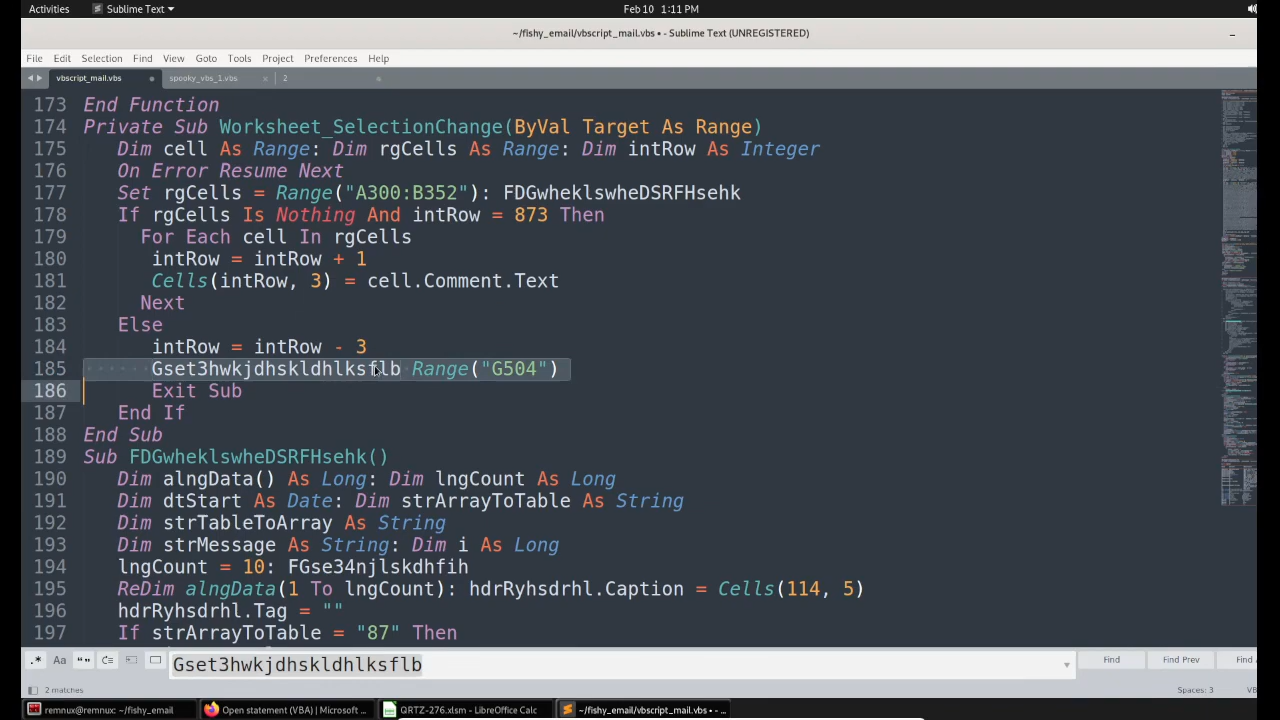 Activities Sublime Text Feb 10 1:11 PM
~/fishy_email/vbscript_mail.vbs • - Sublime Text (UNREGISTERED)
File Edit Selection Find View Goto Tools Project Preferences Help
vbscript_mail.vbs spooky_vbs_1.vbs x 2
173 End Function
174 Private Sub Worksheet_SelectionChange(ByVal Target As Range)
175 Dim cell As Range: Dim rgCells As Range: Dim intRow As Integer
176 On Error Resume Next
177 Set rgCells = Range("A300:B352"): FDGwheklswheDSRFHsehk
178 If rgCells Is Nothing And intRow = 873 Then
179 For Each cell In rgCells
180 intRow = intRow + 1
181 Cells(intRow, 3) = cell.Comment.Text
182 Next
183 Else
184 intRow = intRow - 3
185 Gset3hwkjdhskldhlksflb Range("G504")
186 Exit Sub
187 End If
188 End Sub
189 Sub FDGwheklswheDSRFHsehk()
190 Dim alngData() As Long: Dim lngCount As Long
191 Dim dtStart As Date: Dim strArrayToTable As String
192 Dim strTableToArray As String
193 Dim strMessage As String: Dim i As Long
194 lngCount = 10: FGse34njlskdhfih
195 ReDim alngData(1 To lngCount): hdrRyhsdrhl.Caption = Cells(114, 5)
196 hdrRyhsdrhl.Tag = ""
197 If strArrayToTable = "87" Then
.* Aa “” Gset3hwkjdhskldhlksflb Find Find Prev Find
2 matches Spaces: 3 VB
remnux@remnux: ~/fishy_email Open statement (VBA) | Microsoft ... QRTZ-276.xlsm - LibreOffice Calc ~/fishy_email/vbscript_mail.vbs • - ...